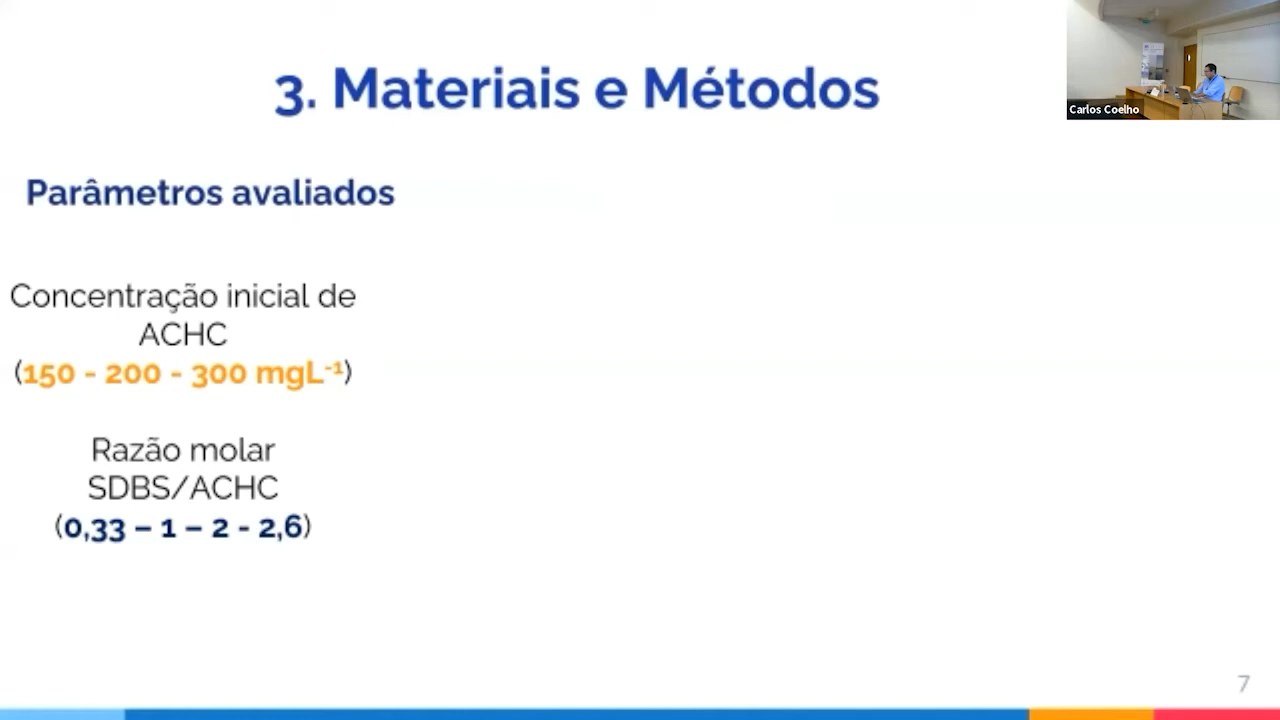 3. Materiais e Métodos
Carlos Coelho
Parâmetros avaliados
Concentração inicial de
ACHC
(150 - 200 - 300 mgL⁻¹)
Razão molar
SDBS/ACHC
(0,33 – 1 – 2 - 2,6)
7